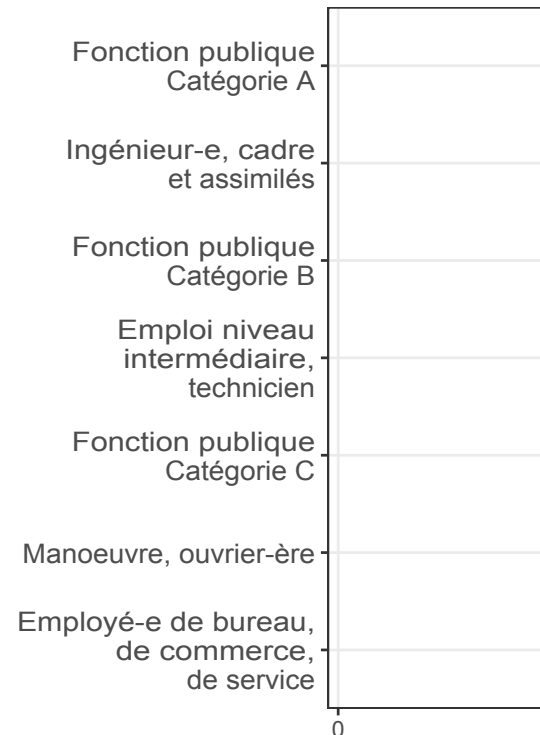 Fonction publique
Catégorie A
Ingénieur-e, cadre
et assimilés
Fonction publique
Catégorie B
Emploi niveau
intermédiaire,
technicien
Fonction publique
Catégorie C
Manoeuvre, ouvrier-ère
Employé-e de bureau,
de commerce,
de service
0